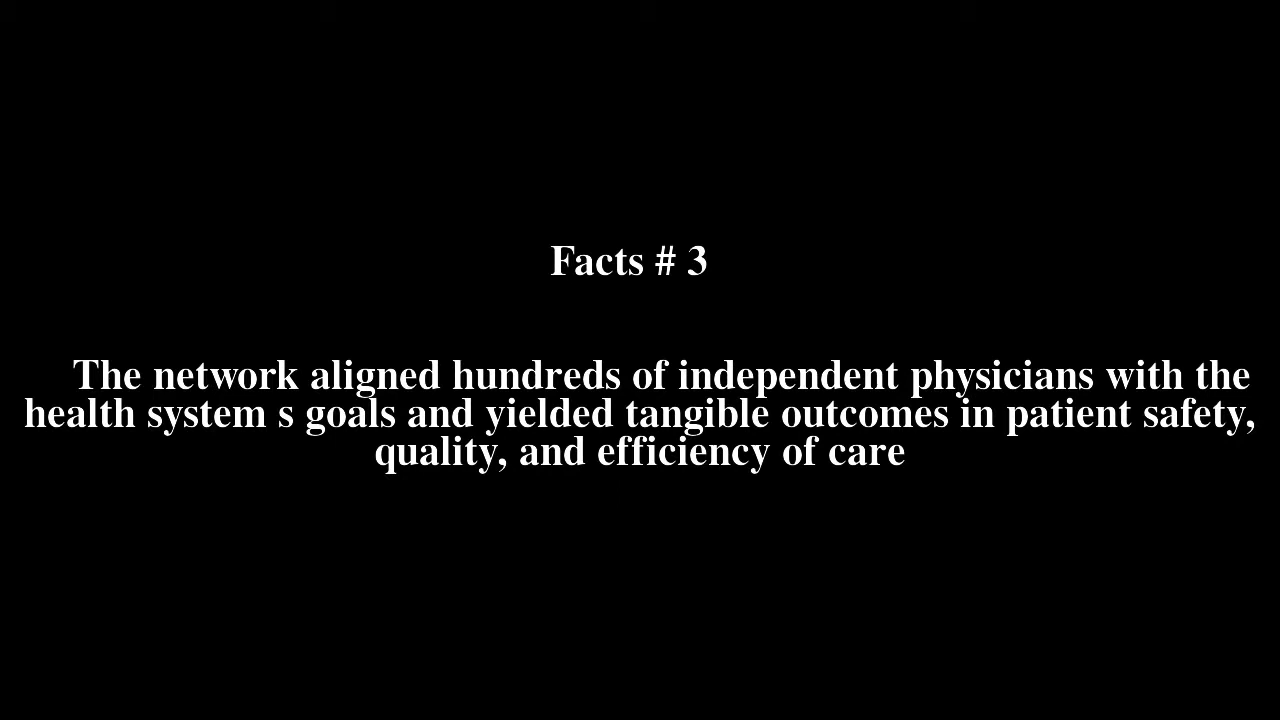 Facts # 3
The network aligned hundreds of independent physicians with the
health system s goals and yielded tangible outcomes in patient safety,
quality, and efficiency of care